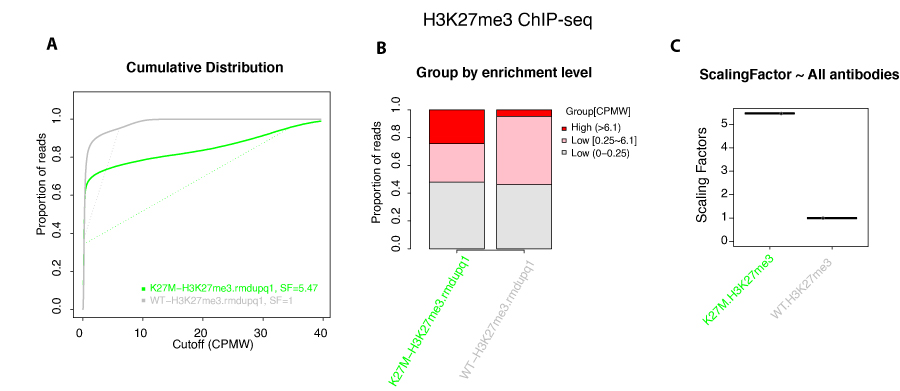 H3K27me3 ChIP-seq
A
Cumulative Distribution
Proportion of reads
0.0
0.2
0.4
0.6
0.8
1.0
K27M−H3K27me3.rmdupq1, SF=5.47
WT−H3K27me3.rmdupq1, SF=1
0
10
20
30
40
Cutoff (CPMW)
B
Group by enrichment level
Proportion of reads
0.0
0.2
0.4
0.6
0.8
1.0
Group[CPMW]
High (>6.1)
Low [0.25~6.1]
Low (0−0.25)
K27M−H3K27me3.rmdupq1
WT−H3K27me3.rmdupq1
C
ScalingFactor ~ All antibodies
Scaling Factors
0
1
2
3
4
5
K27M.H3K27me3
WT.H3K27me3